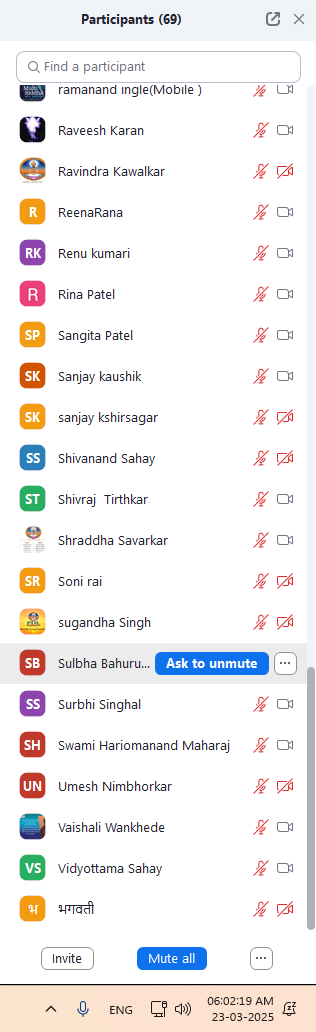 Participants (69)
Find a participant
ramanand ingle(Mobile )
Raveesh Karan
Ravindra Kawalkar
R ReenaRana
RK Renu kumari
R Rina Patel
SP Sangita Patel
SK Sanjay kaushik
SK sanjay kshirsagar
SS Shivanand Sahay
ST Shivraj  Tirthkar
Shraddha Savarkar
SR Soni rai
sugandha Singh
SB Sulbha Bahuru... Ask to unmute ...
SS Surbhi Singhal
SH Swami Hariomanand Maharaj
UN Umesh Nimbhorkar
Vaishali Wankhede
VS Vidyottama Sahay
भ भगवती
Invite Mute all ...
ENG 06:02:19 AM
23-03-2025